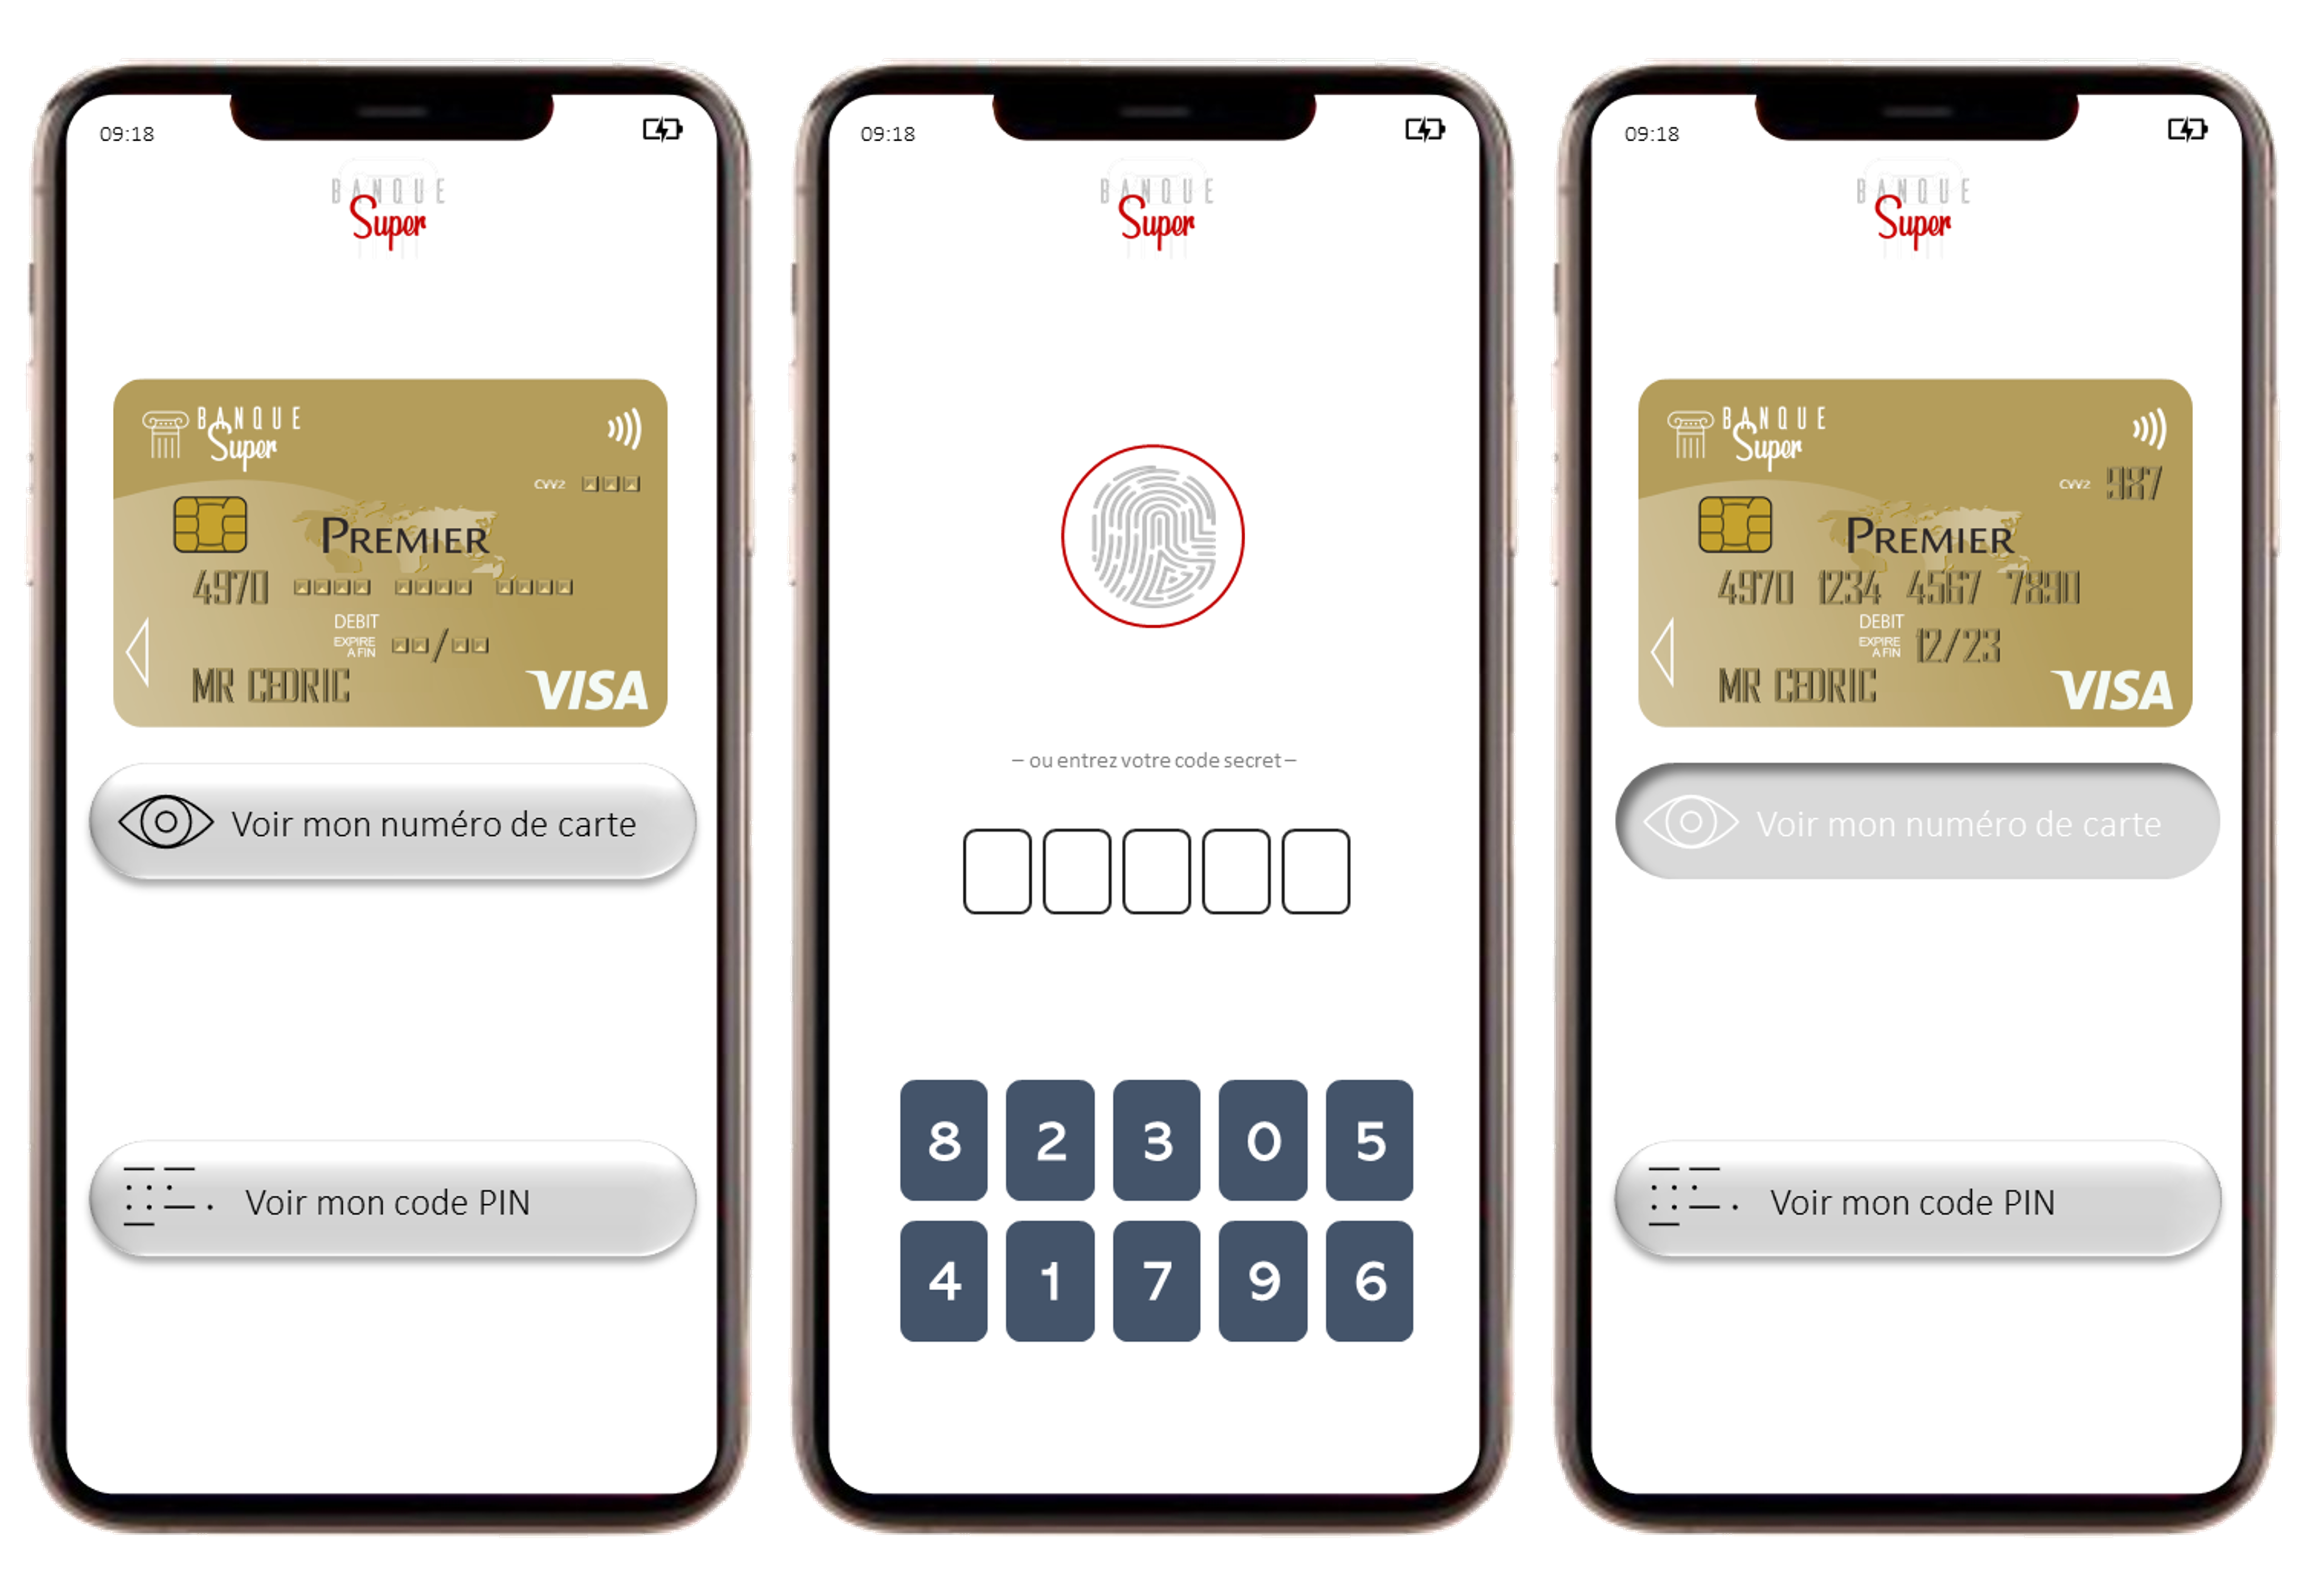 09:18
BANQUE
Super
BANQUE
Super
CVV2
PREMIER
4970
DEBIT
EXPIRE
A FIN
/
MR CEDRIC
VISA
Voir mon numéro de carte
Voir mon code PIN
09:18
BANQUE
Super
– ou entrez votre code secret –
8 2 3 0 5
4 1 7 9 6
09:18
BANQUE
Super
BANQUE
Super
CVV2 987
PREMIER
4970 1234 4567 7890
DEBIT
EXPIRE
A FIN
12/23
MR CEDRIC
VISA
Voir mon numéro de carte
Voir mon code PIN